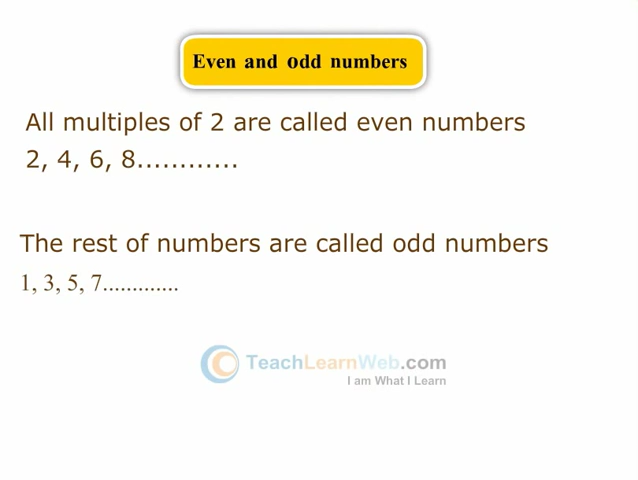 Even and odd numbers
All multiples of 2 are called even numbers
2, 4, 6, 8............
The rest of numbers are called odd numbers
1, 3, 5, 7.............
TeachLearnWeb.com
I am What I Learn